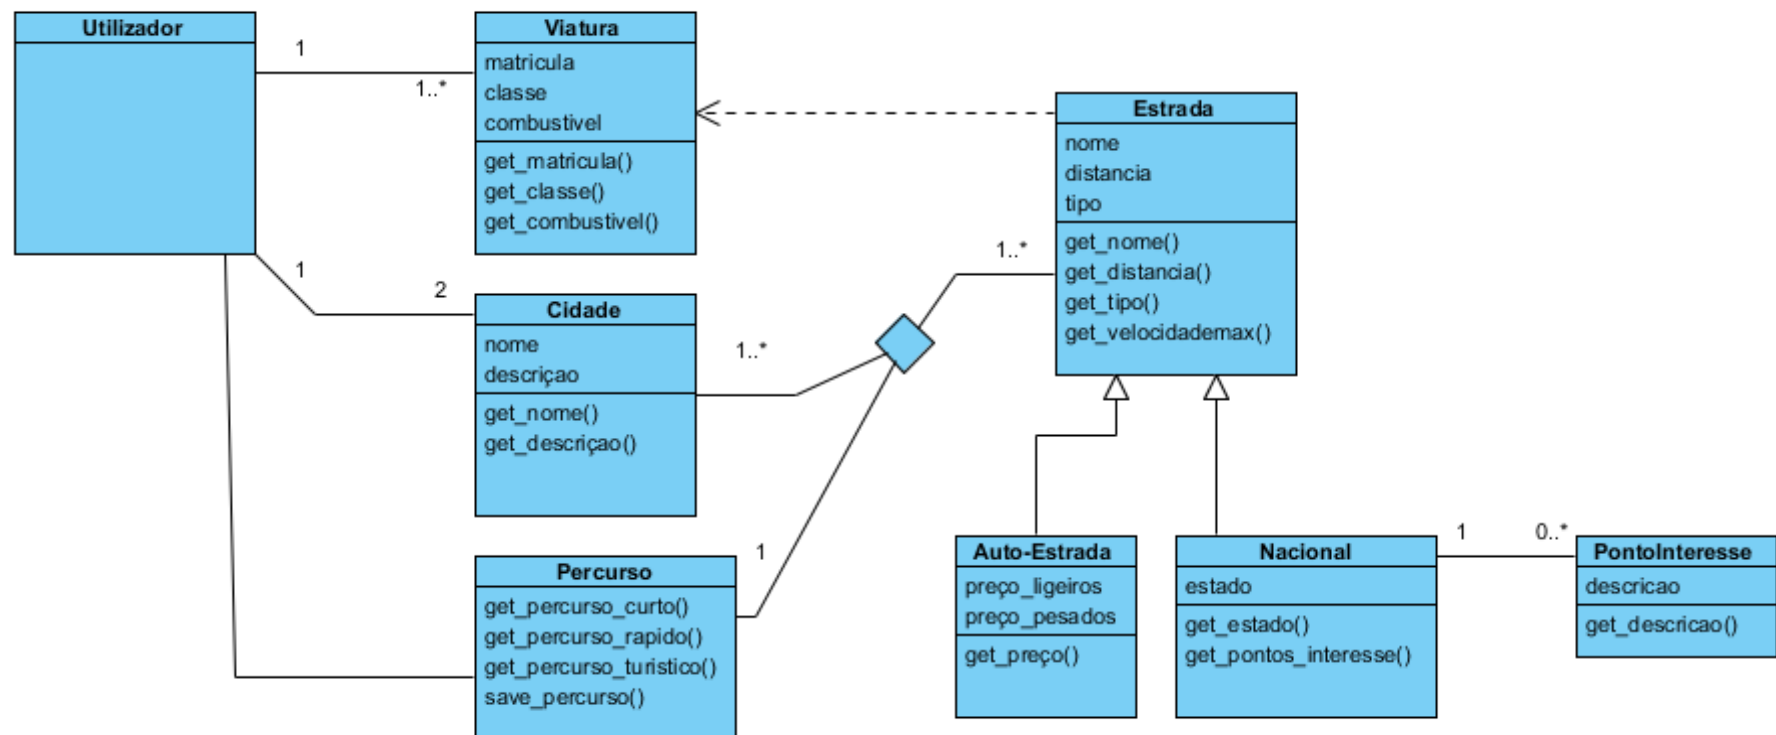 Utilizador
1
1..*
Viatura
matricula
classe
combustivel
get_matricula()
get_classe()
get_combustivel()
Estrada
nome
distáncia
tipo
get_nome()
get_distáncia()
get_tipo()
get_velocidademax()
1
2
Cidade
nome
descriçao
get_nome()
get_descriçao()
1..*
1..*
1
Percurso
get_percurso_curto()
get_percurso_rapido()
get_percurso_turistico()
save_percurso()
Auto-Estrada
preço_ligeiros
preço_pesados
get_preço()
Nacional
estado
get_estado()
get_pontos_interesse()
1
0..*
PontoInteresse
descricao
get_descricao()